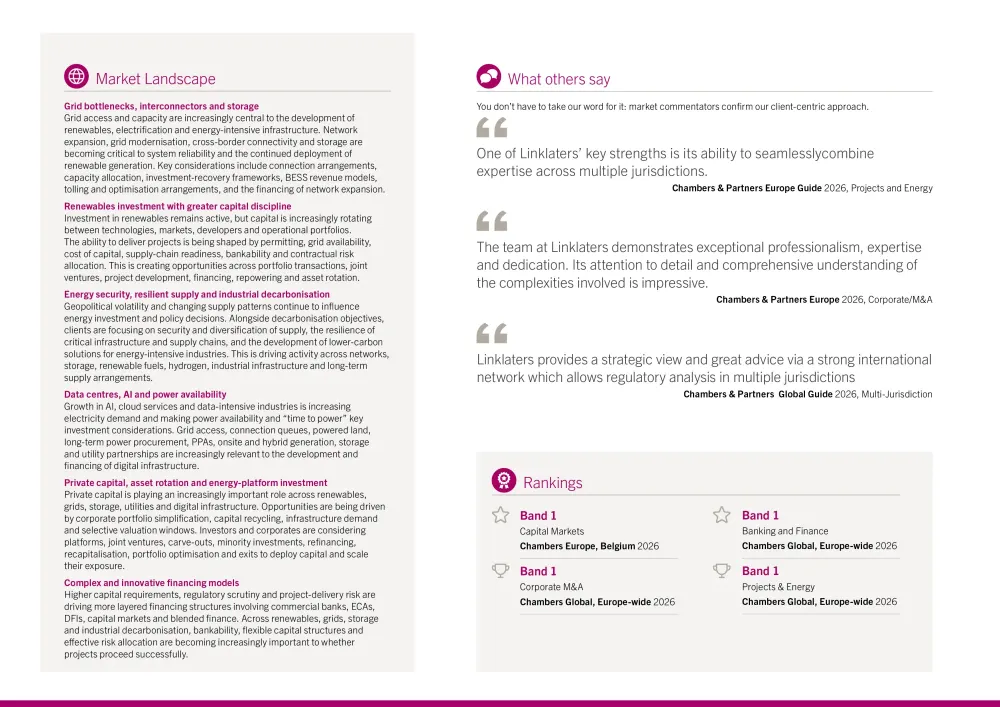 Market Landscape
Grid bottlenecks, interconnectors and storage
Grid access and capacity are increasingly central to the development of
renewables, electrification and energy-intensive infrastructure. Network
expansion, grid modernisation, cross-border connectivity and storage are
becoming critical to system reliability and the continued deployment of
renewable generation. Key considerations include connection arrangements,
capacity allocation, investment-recovery frameworks, BESS revenue models,
tolling and optimisation arrangements, and the financing of network expansion.
Renewables investment with greater capital discipline
Investment in renewables remains active, but capital is increasingly rotating
between technologies, markets, developers and operational portfolios.
The ability to deliver projects is being shaped by permitting, grid availability,
cost of capital, supply-chain readiness, bankability and contractual risk
allocation. This is creating opportunities across portfolio transactions, joint
ventures, project development, financing, repowering and asset rotation.
Energy security, resilient supply and industrial decarbonisation
Geopolitical volatility and changing supply patterns continue to influence
energy investment and policy decisions. Alongside decarbonisation objectives,
clients are focusing on security and diversification of supply, the resilience of
critical infrastructure and supply chains, and the development of lower-carbon
solutions for energy-intensive industries. This is driving activity across networks,
storage, renewable fuels, hydrogen, industrial infrastructure and long-term
supply arrangements.
Data centres, AI and power availability
Growth in AI, cloud services and data-intensive industries is increasing
electricity demand and making power availability and “time to power” key
investment considerations. Grid access, connection queues, powered land,
long-term power procurement, PPAs, onsite and hybrid generation, storage
and utility partnerships are increasingly relevant to the development and
financing of digital infrastructure.
Private capital, asset rotation and energy-platform investment
Private capital is playing an increasingly important role across renewables,
grids, storage, utilities and digital infrastructure. Opportunities are being driven
by corporate portfolio simplification, capital recycling, infrastructure demand
and selective valuation windows. Investors and corporates are considering
platforms, joint ventures, carve-outs, minority investments, refinancing,
recapitalisation, portfolio optimisation and exits to deploy capital and scale
their exposure.
Complex and innovative financing models
Higher capital requirements, regulatory scrutiny and project-delivery risk are
driving more layered financing structures involving commercial banks, ECAs,
DFIs, capital markets and blended finance. Across renewables, grids, storage
and industrial decarbonisation, bankability, flexible capital structures and
effective risk allocation are becoming increasingly important to whether
projects proceed successfully.
What others say
You don’t have to take our word for it: market commentators confirm our client-centric approach.
“
One of Linklaters’ key strengths is its ability to seamlesslycombine
expertise across multiple jurisdictions.
Chambers & Partners Europe Guide 2026, Projects and Energy
“
The team at Linklaters demonstrates exceptional professionalism, expertise
and dedication. Its attention to detail and comprehensive understanding of
the complexities involved is impressive.
Chambers & Partners Europe 2026, Corporate/M&A
“
Linklaters provides a strategic view and great advice via a strong international
network which allows regulatory analysis in multiple jurisdictions
Chambers & Partners Global Guide 2026, Multi-Jurisdiction
Rankings
Band 1
Capital Markets
Chambers Europe, Belgium 2026
Band 1
Banking and Finance
Chambers Global, Europe-wide 2026
Band 1
Corporate M&A
Chambers Global, Europe-wide 2026
Band 1
Projects & Energy
Chambers Global, Europe-wide 2026